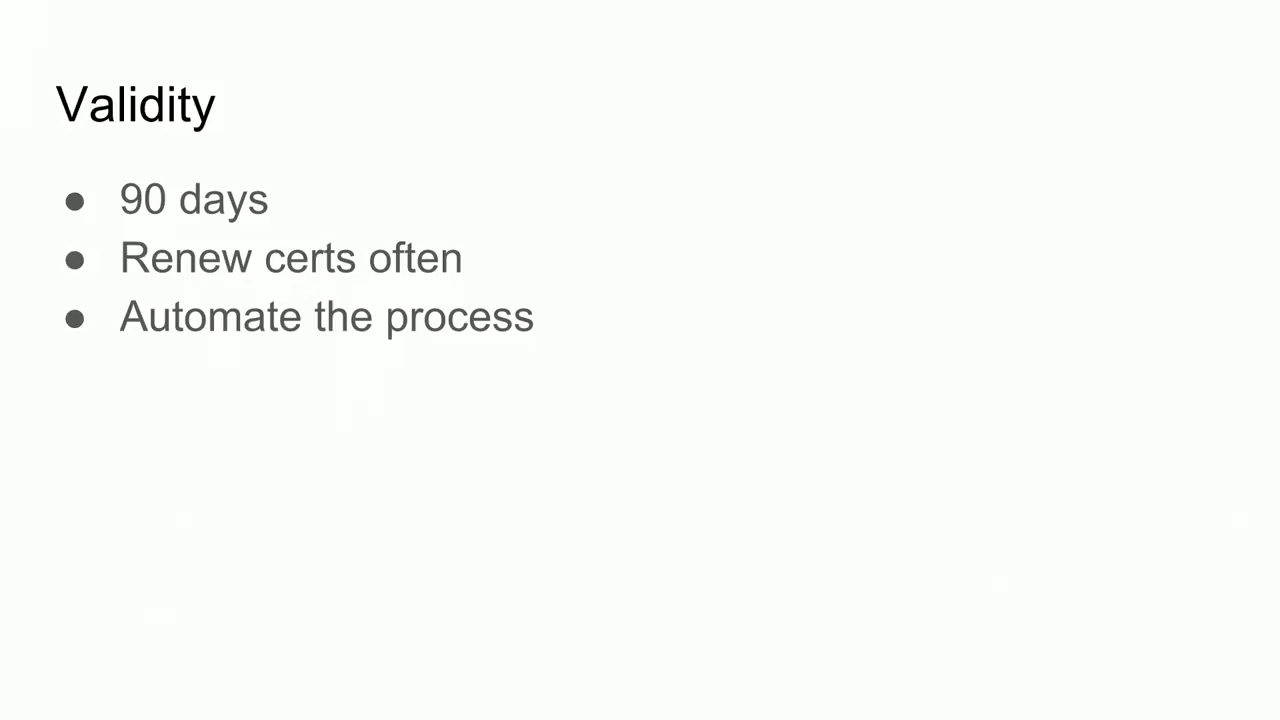 Validity
● 90 days
● Renew certs often
● Automate the process